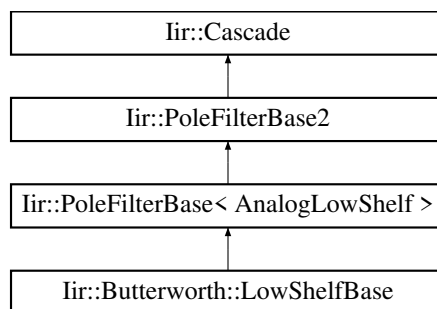 Iir::Cascade
Iir::PoleFilterBase2
Iir::PoleFilterBase< AnalogLowShelf >
Iir::Butterworth::LowShelfBase